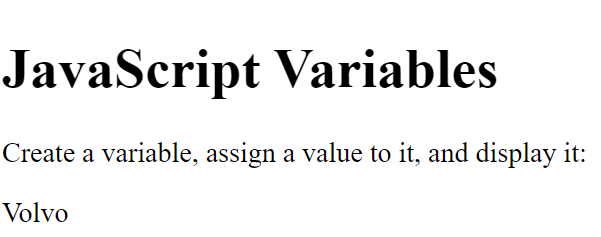 JavaScript Variables
Create a variable, assign a value to it, and display it:
Volvo